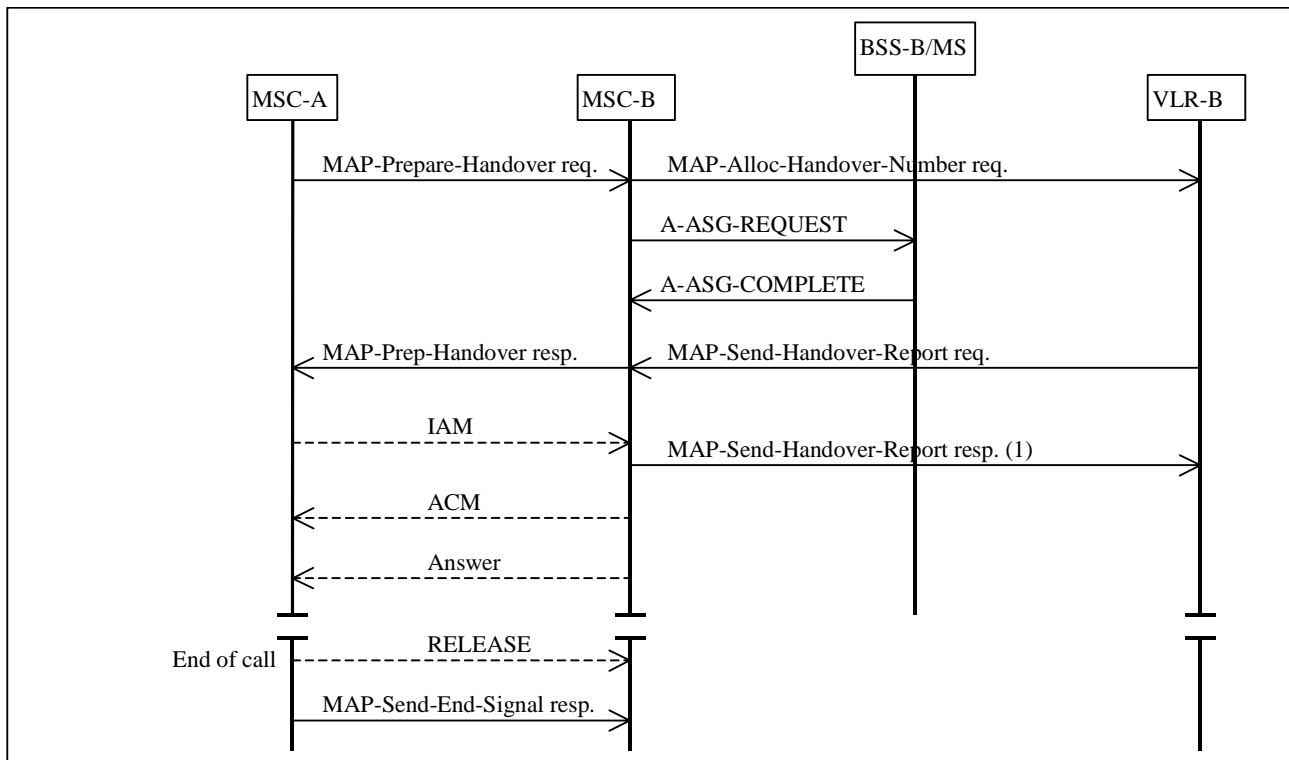 BSS-B/MS
MSC-A
MSC-B
VLR-B
MAP-Prepare-Handover req.
MAP-Alloc-Handover-Number req.
A-ASG-REQUEST
A-ASG-COMPLETE
MAP-Prep-Handover resp.
MAP-Send-Handover-Report req.
IAM
MAP-Send-Handover-Report resp. (1)
ACM
Answer
RELEASE
End of call
MAP-Send-End-Signal resp.